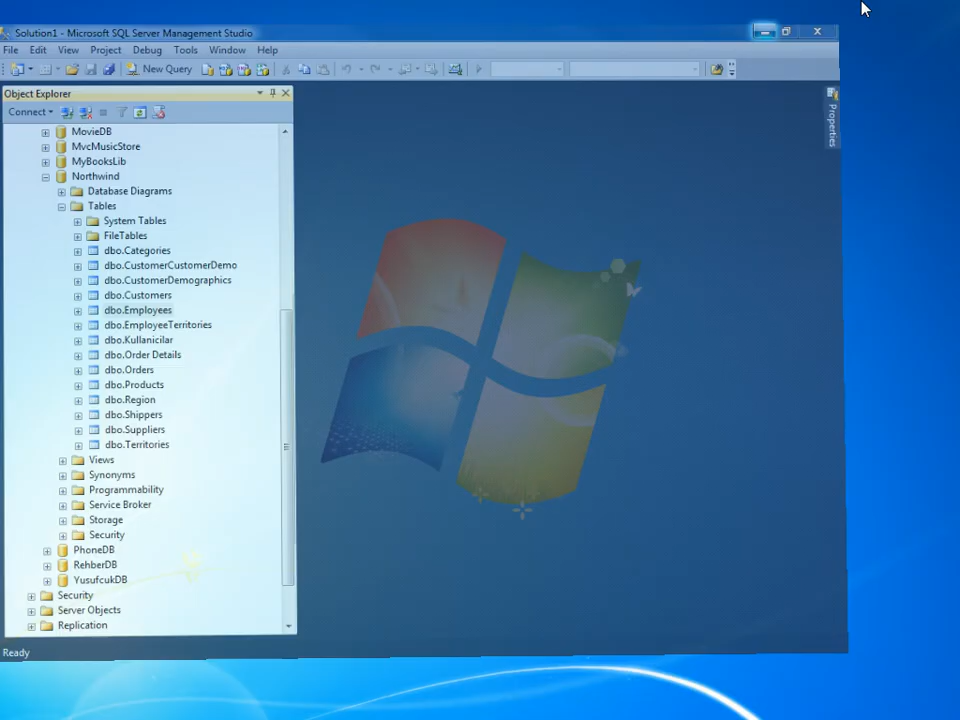 Solution1 - Microsoft SQL Server Management Studio
File Edit View Project Debug Tools Window Help
New Query
Object Explorer
Connect
Properties
MovieDB
MvcMusicStore
MyBooksLib
Northwind
Database Diagrams
Tables
System Tables
FileTables
dbo.Categories
dbo.CustomerCustomerDemo
dbo.CustomerDemographics
dbo.Customers
dbo.Employees
dbo.EmployeeTerritories
dbo.Kullanicilar
dbo.Order Details
dbo.Orders
dbo.Products
dbo.Region
dbo.Shippers
dbo.Suppliers
dbo.Territories
Views
Synonyms
Programmability
Service Broker
Storage
Security
PhoneDB
RehberDB
YusufcukDB
Security
Server Objects
Replication
Ready